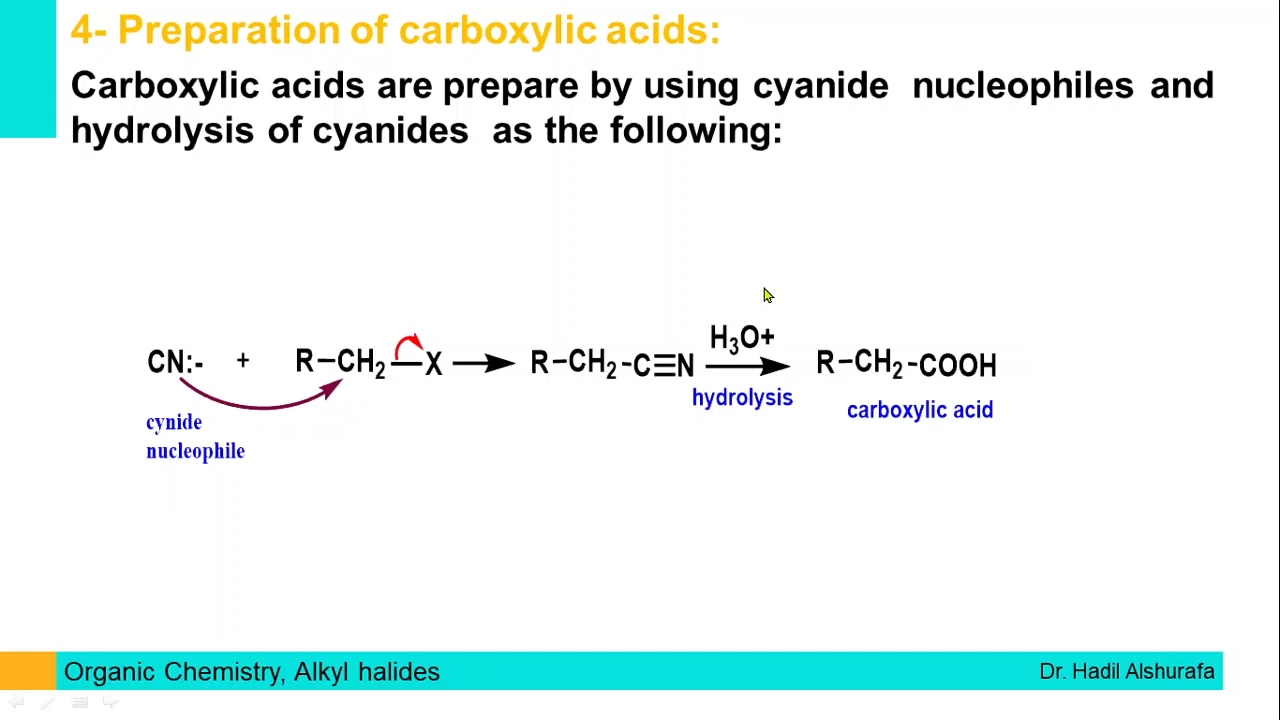 4- Preparation of carboxylic acids:
Carboxylic acids are prepare by using cyanide nucleophiles and
hydrolysis of cyanides as the following:
CN:- + R-CH₂-X R-CH₂-C≡N H₃O+ R-CH₂-COOH
hydrolysis
cynide
nucleophile
carboxylic acid
Organic Chemistry, Alkyl halides
Dr. Hadil Alshurafa